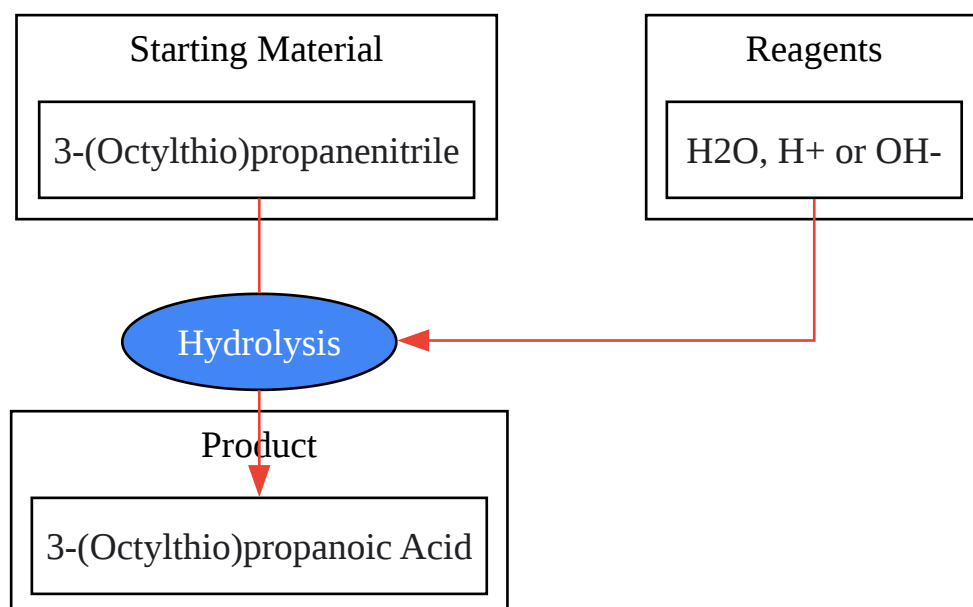 Starting Material
Reagents
3-(Octylthio)propanenitrile
H2O, H+ or OH-
Hydrolysis
Product
3-(Octylthio)propanoic Acid